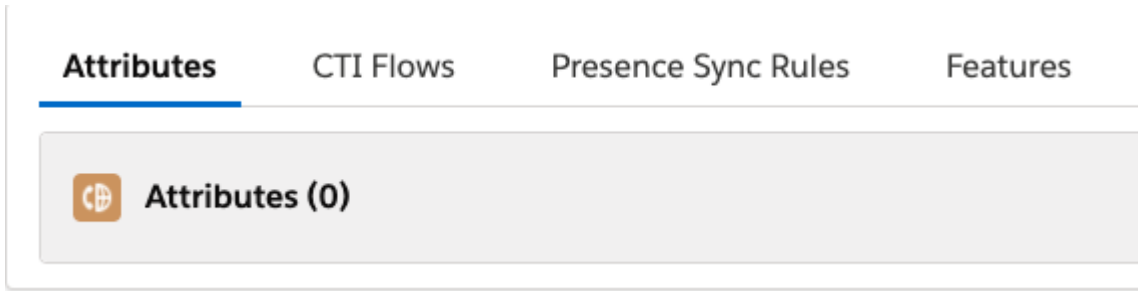 Attributes CTI Flows Presence Sync Rules Features
Attributes (0)